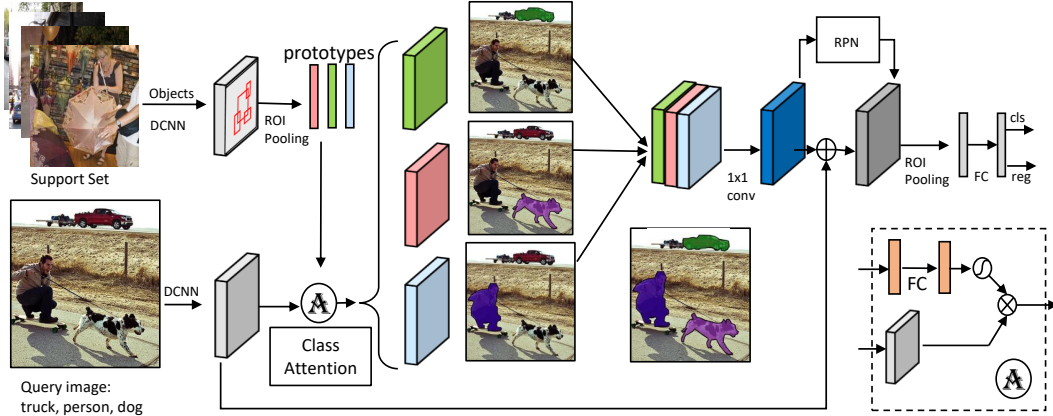 Support Set
Objects
DCNN
ROI
Pooling
prototypes
Query image:
truck, person, dog
DCNN
A
Class
Attention
1x1
conv
RPN
ROI
Pooling
FC
cls
reg
FC
A